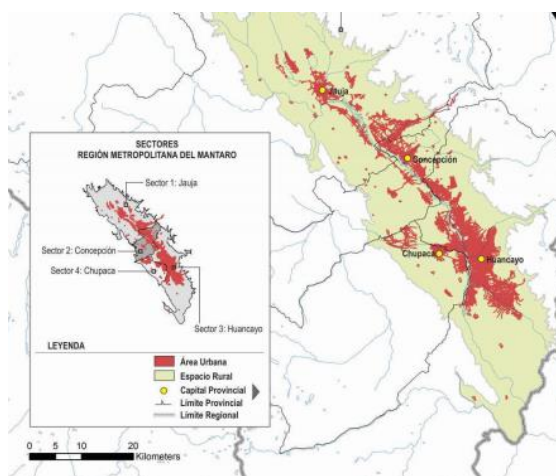 Jauja
Concepción
Chupaca
Huancayo
SECTORES
REGIÓN METROPOLITANA DEL MANTARO
Sector 1: Jauja
Sector 2: Concepción
Sector 4: Chupaca
Sector 3: Huancayo
LEYENDA
Área Urbana
Espacio Rural
Capital Provincial
Límite Provincial
Límite Regional
0 5 10 20
Kilometers